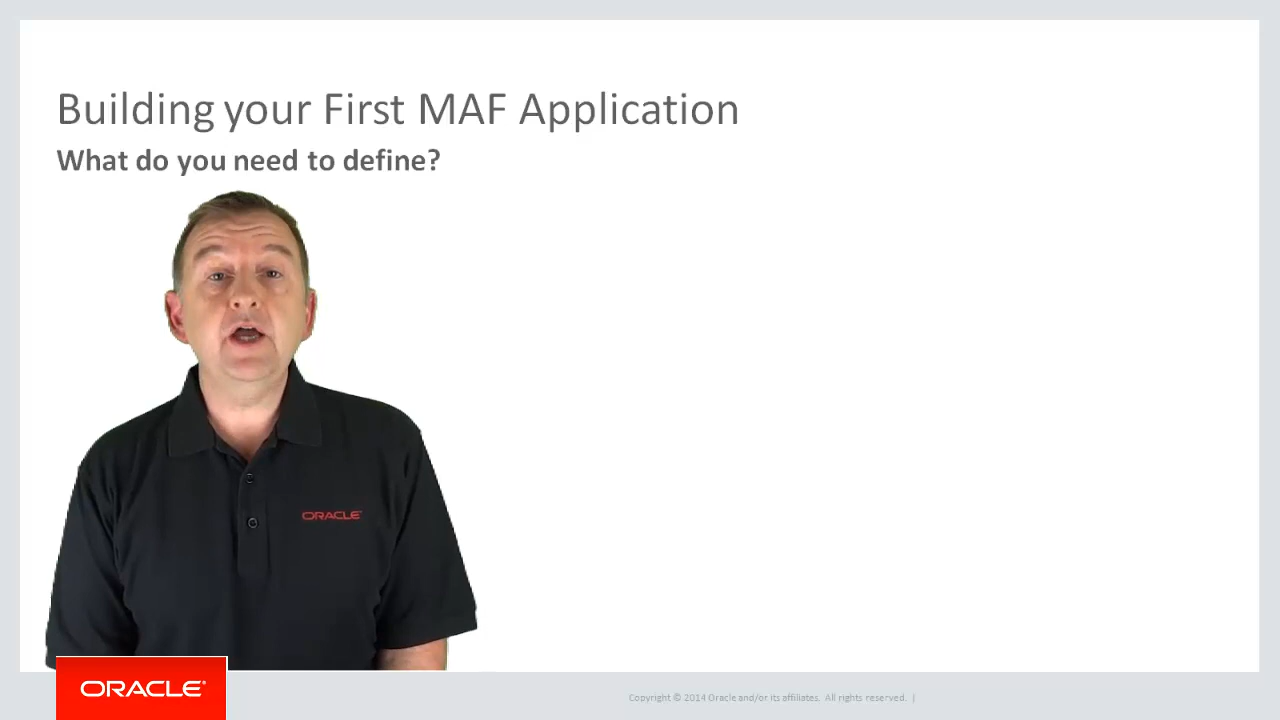 Building your First MAF Application
What do you need to define?
ORACLE
ORACLE®
Copyright © 2014 Oracle and/or its affiliates. All rights reserved. |